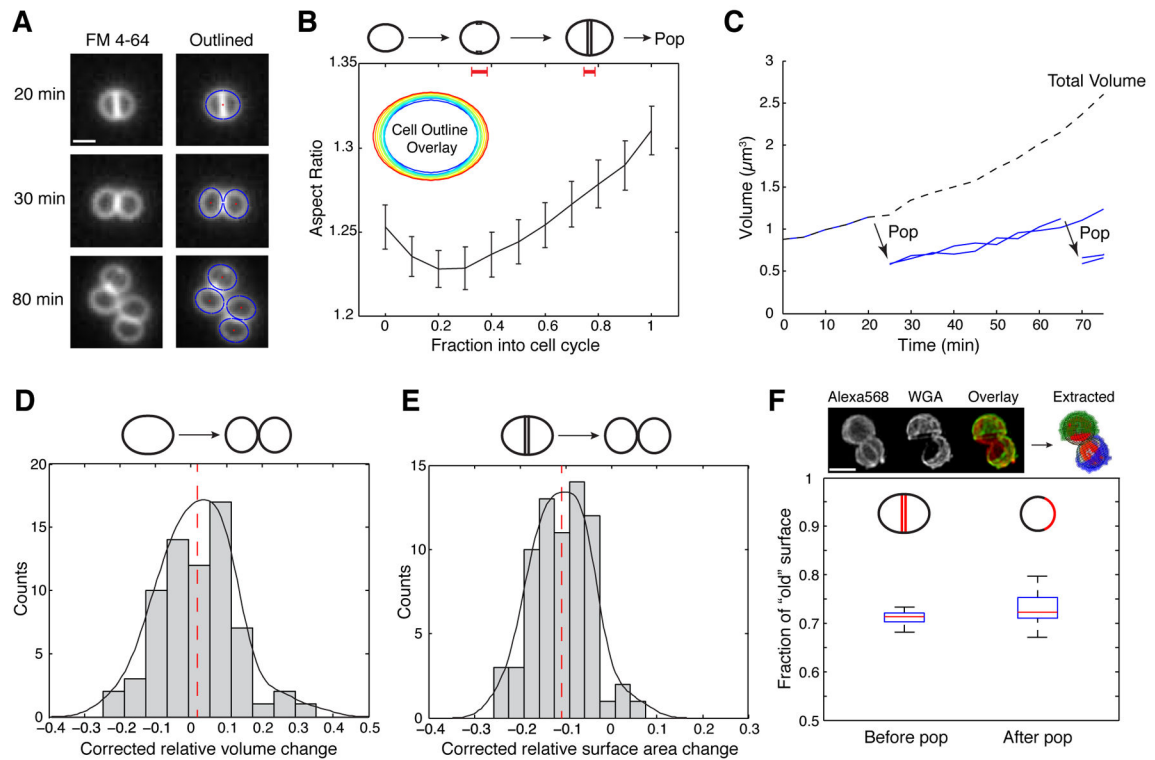 A
FM 4-64
Outlined
20 min
30 min
80 min
B
Pop
Cell Outline
Overlay
Aspect Ratio
1.35
1.3
1.25
1.2
0 0.2 0.4 0.6 0.8 1
Fraction into cell cycle
C
Total Volume
Pop
Pop
Volume (µm³)
3
2.5
2
1.5
1
0.5
0
0 10 20 30 40 50 60 70
Time (min)
D
Counts
20
15
10
5
0
−0.4 −0.3 −0.2 −0.1 0 0.1 0.2 0.3 0.4 0.5
Corrected relative volume change
E
Counts
15
10
5
0
−0.4 −0.3 −0.2 −0.1 0 0.1 0.2 0.3
Corrected relative surface area change
F
Alexa568 WGA Overlay Extracted
Fraction of “old” surface
1
0.9
0.8
0.7
0.6
0.5
Before pop After pop